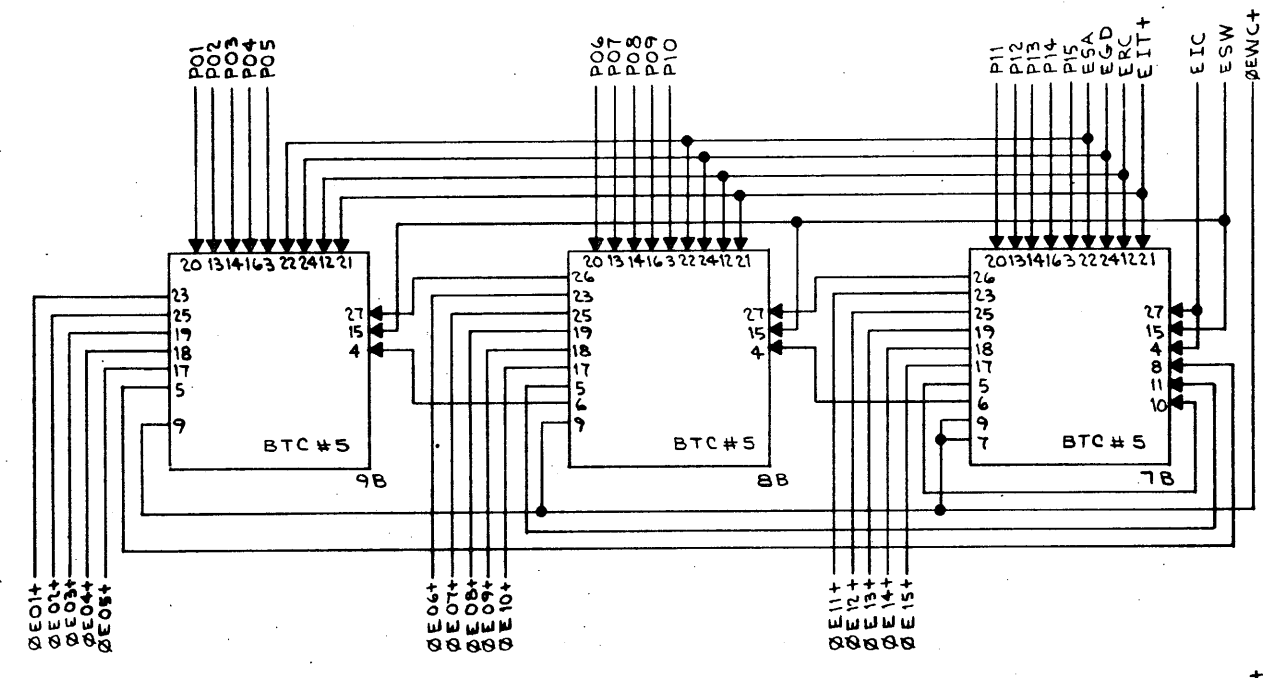 P01 P02 P03 P04 P05
P06 P07 P08 P09 P10
P11 P12 P13 P14 P15 ESA EGD ERC EIT+
EIC ESW ØEWC+
20 13 14 16 3 22 24 12 21
23
25
19
18
17
5
9
27
15
4
BTC #5
9B
20 13 14 16 3 22 24 12 21
26
23
25
19
18
17
5
6
9
27
15
4
BTC #5
8B
20 13 14 16 3 22 24 12 21
26
23
25
19
18
17
5
6
9
7
27
15
4
8
11
10
BTC #5
7B
ØE01+ ØE02+ ØE03+ ØE04+ ØE05+
ØE06+ ØE07+ ØE08+ ØE09+ ØE10+
ØE11+ ØE12+ ØE13+ ØE14+ ØE15+
+